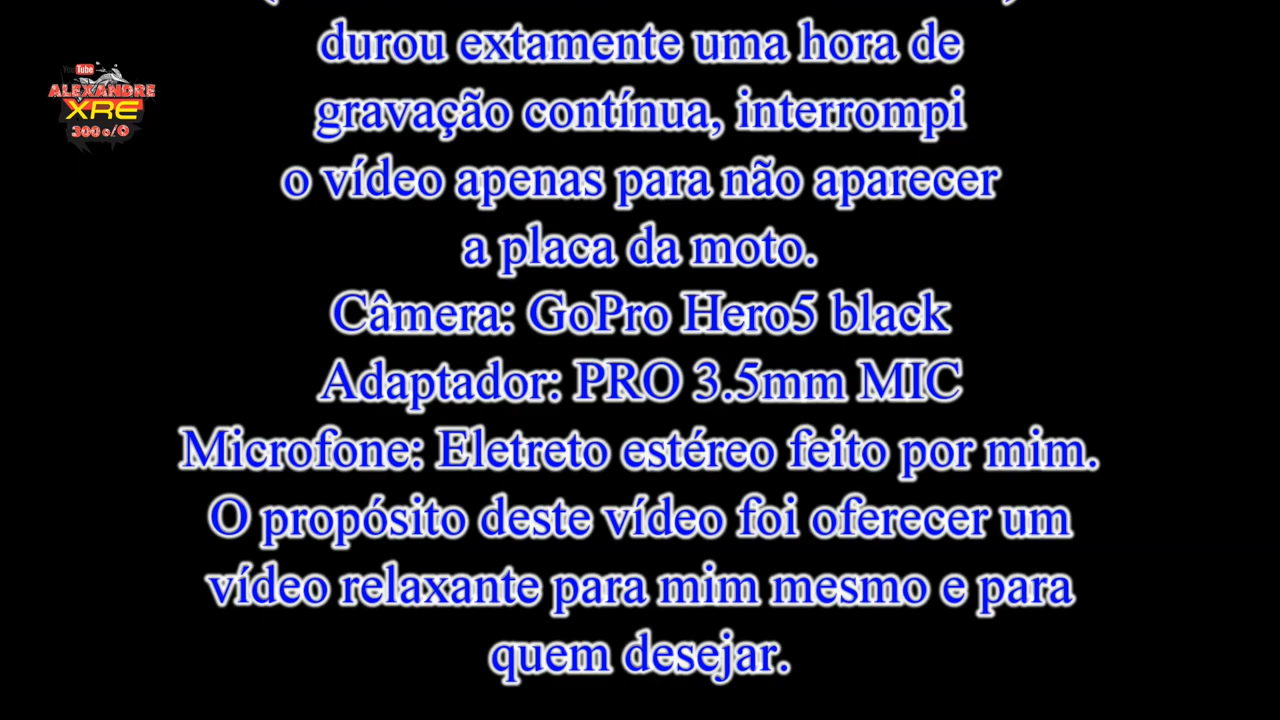 durou extamente uma hora de
gravação contínua, interrompi
o vídeo apenas para não aparecer
a placa da moto.
Câmera: GoPro Hero5 black
Adaptador: PRO 3.5mm MIC
Microfone: Eletreto estéreo feito por mim.
O propósito deste vídeo foi oferecer um
vídeo relaxante para mim mesmo e para
quem desejar.
YouTube
ALEXANDRE
XRE
300 o/O